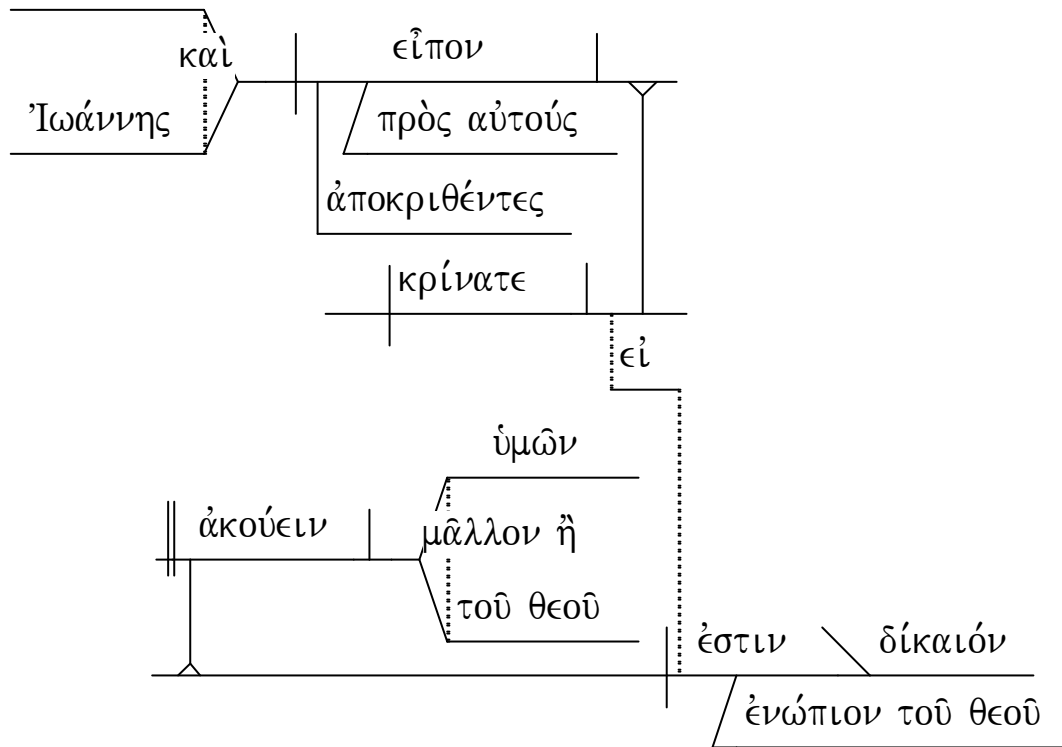 καὶ εἶπον
Ἰωάννης πρὸς αὐτούς
ἀποκριθέντες
κρίνατε
εἰ
ὑμῶν
ἀκούειν μᾶλλον ἢ
τοῦ θεοῦ
ἐστιν δίκαιόν
ἐνώπιον τοῦ θεοῦ